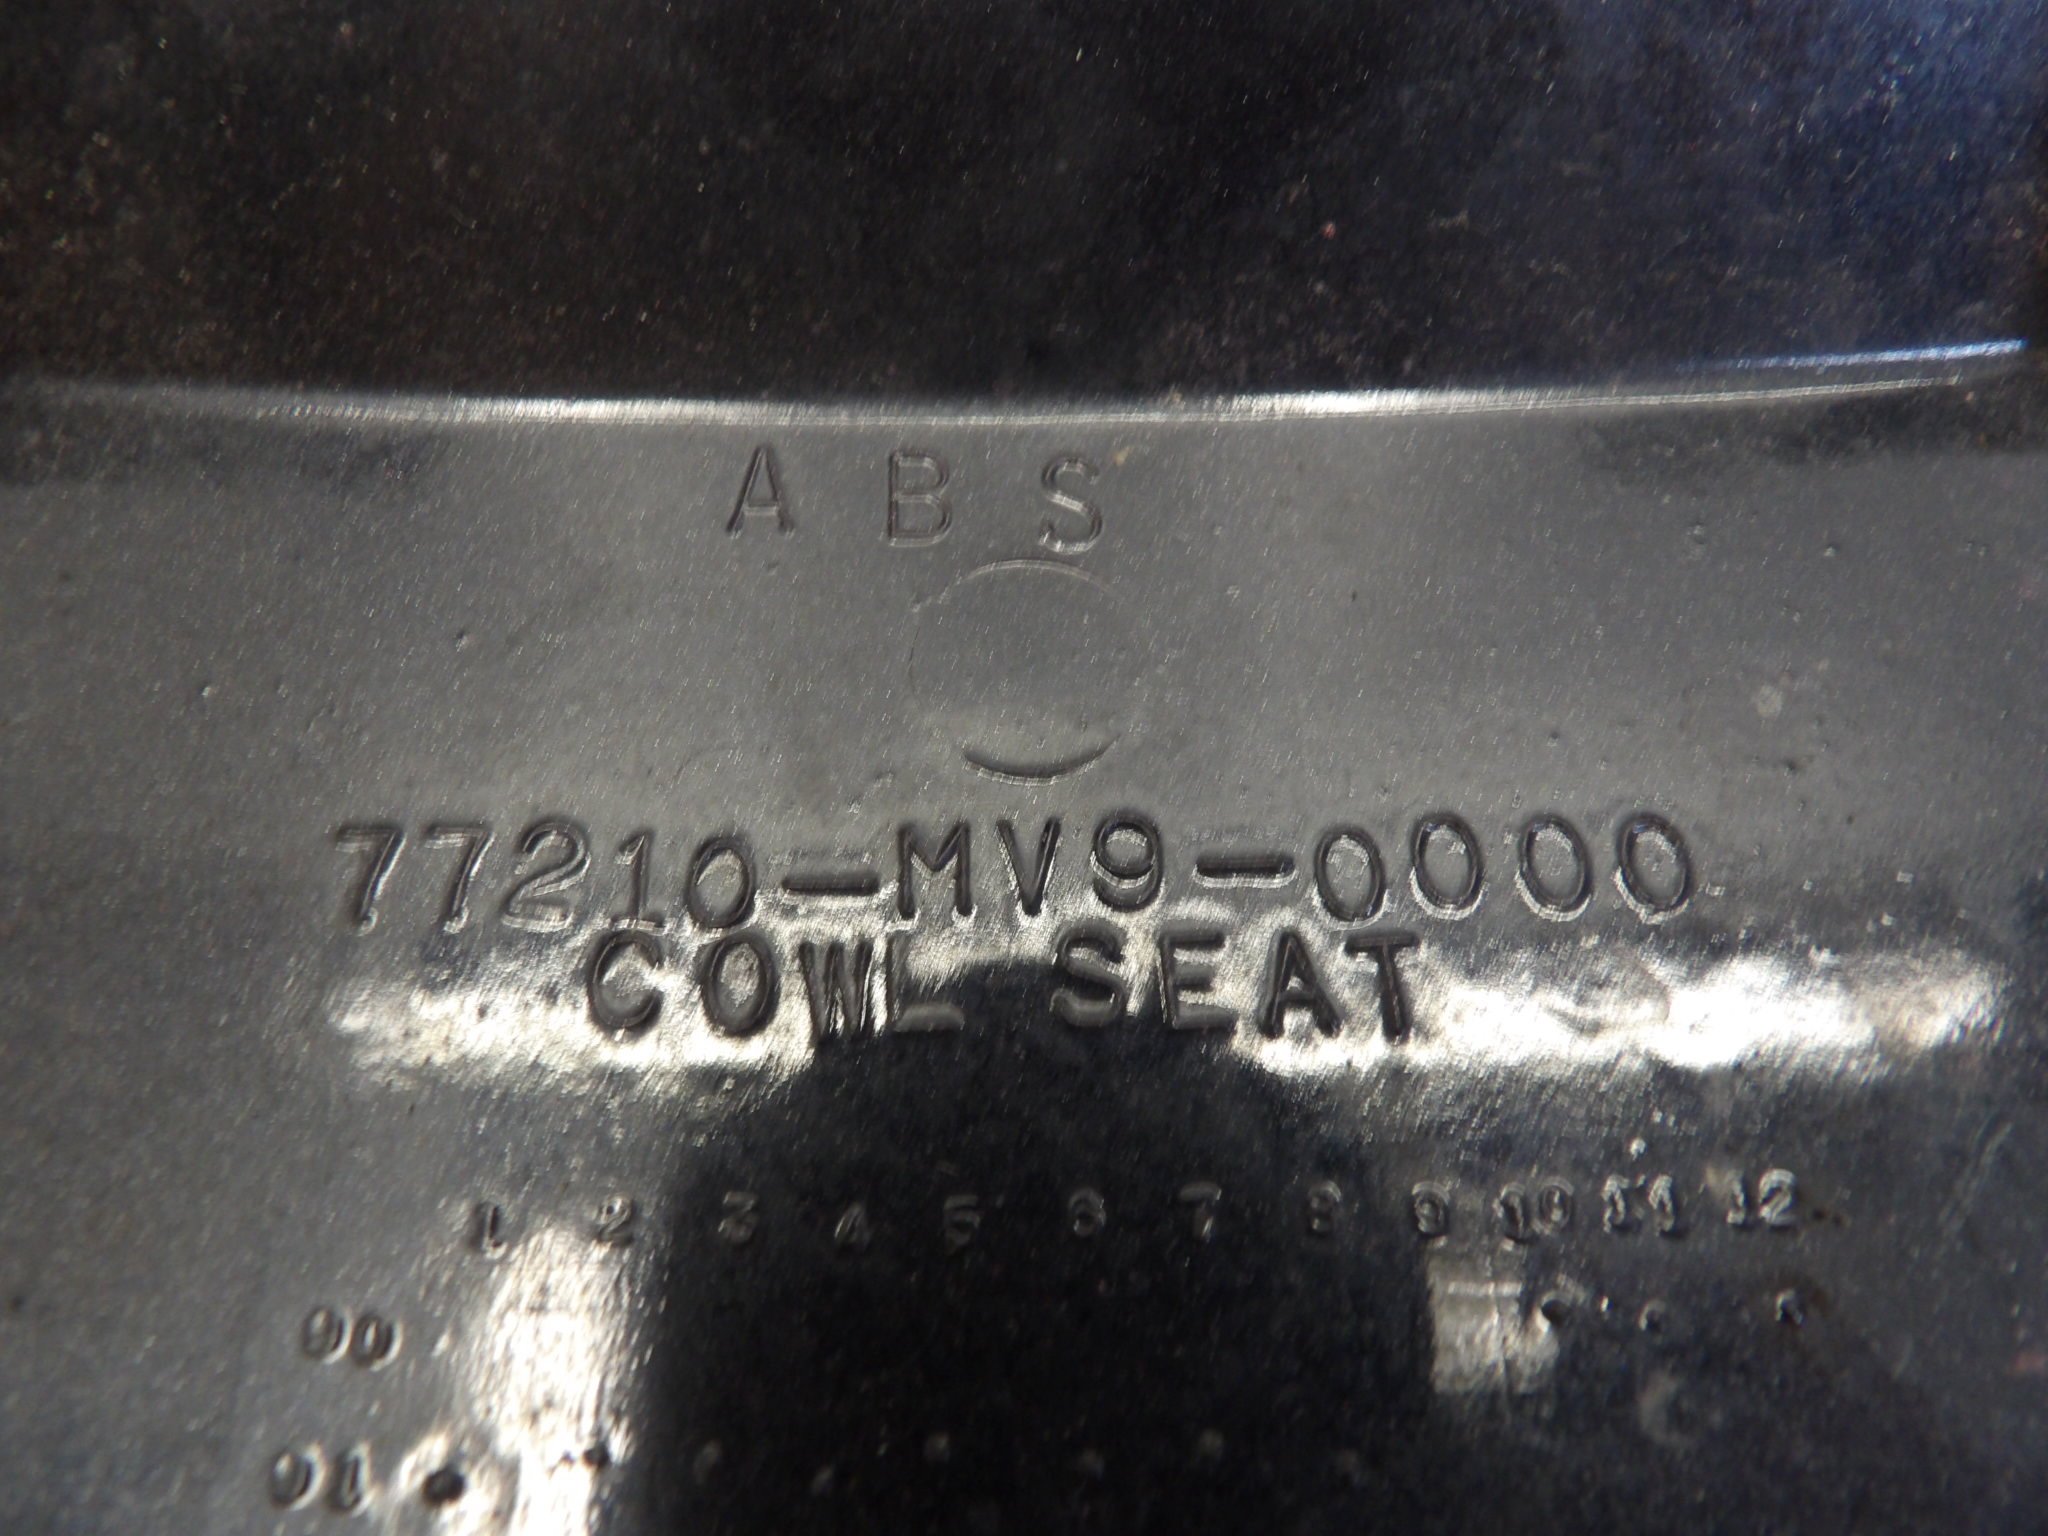 ABS
77210-MV9-0000
COWL SEAT
1 2 3 4 5 6 7 8 9 10 11 12
90
91